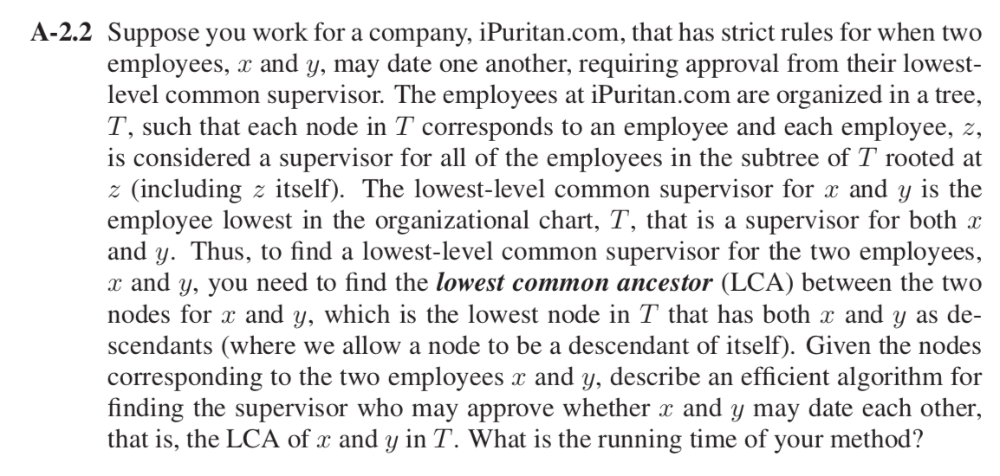 A-2.2 Suppose you work for a company, iPuritan.com, that has strict rules for when two
employees, x and y, may date one another, requiring approval from their lowest-
level common supervisor. The employees at iPuritan.com are organized in a tree,
T, such that each node in T corresponds to an employee and each employee, z,
is considered a supervisor for all of the employees in the subtree of T rooted at
z (including z itself). The lowest-level common supervisor for x and y is the
employee lowest in the organizational chart, T, that is a supervisor for both x
and y. Thus, to find a lowest-level common supervisor for the two employees,
x and y, you need to find the lowest common ancestor (LCA) between the two
nodes for x and y, which is the lowest node in T that has both x and y as de-
scendants (where we allow a node to be a descendant of itself). Given the nodes
corresponding to the two employees x and y, describe an efficient algorithm for
finding the supervisor who may approve whether x and y may date each other,
that is, the LCA of x and y in T. What is the running time of your method?